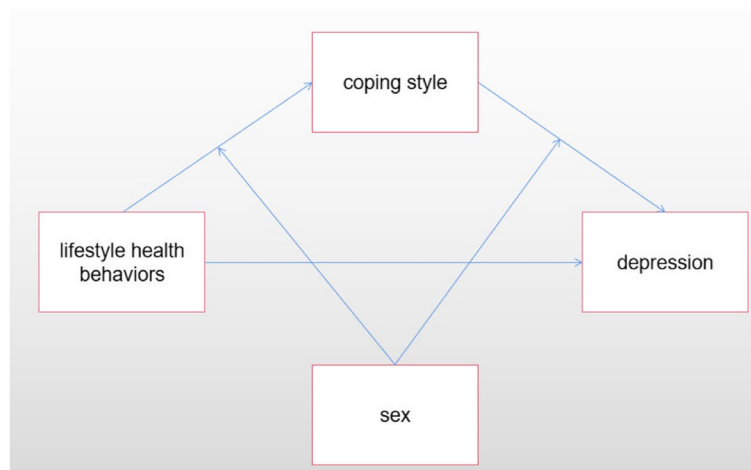 coping style
lifestyle health
behaviors
depression
sex